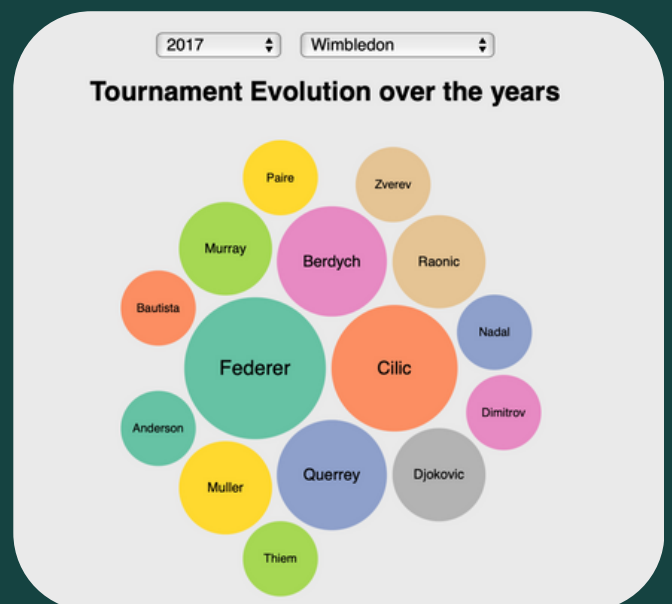 2017
Wimbledon
Tournament Evolution over the years
Paire
Zverev
Murray
Berdych
Raonic
Bautista
Nadal
Federer
Cilic
Dimitrov
Anderson
Muller
Querrey
Djokovic
Thiem